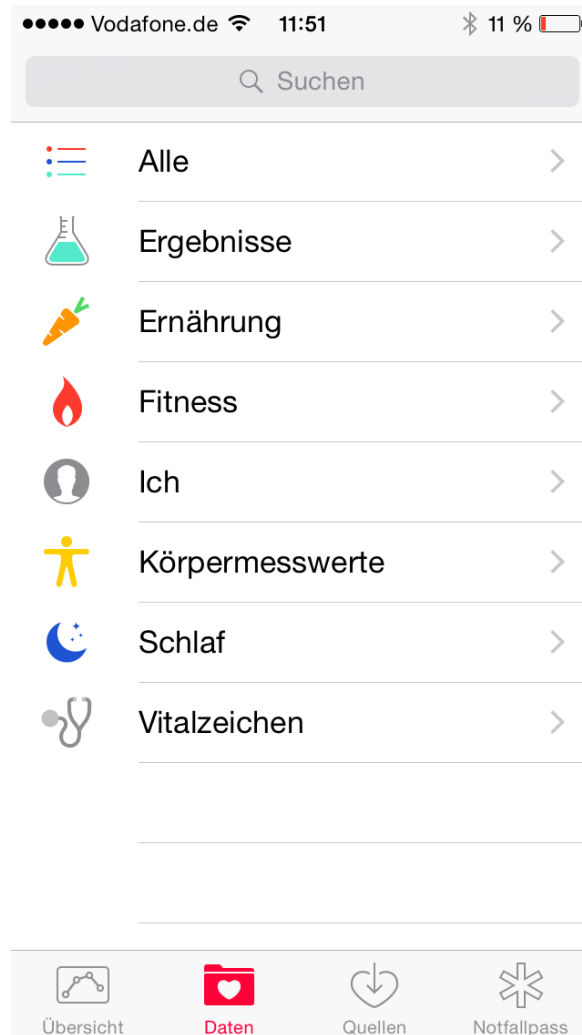 Vodafone.de 11:51 11 %
Suchen
Alle
Ergebnisse
Ernährung
Fitness
Ich
Körpermesswerte
Schlaf
Vitalzeichen
Übersicht Daten Quellen Notfallpass